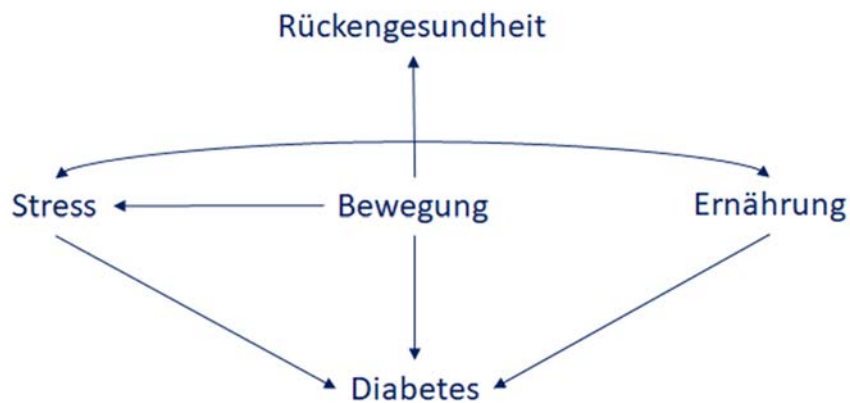 Rückengesundheit
Stress
Bewegung
Ernährung
Diabetes